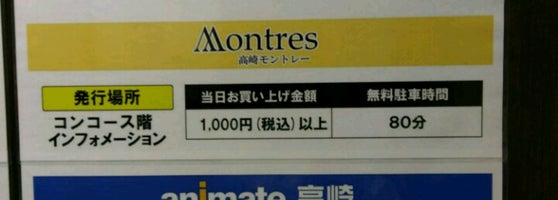 Montres
高崎モントレー
発行場所
コンコース階
インフォメーション
当日お買い上げ金額 無料駐車時間
1,000円(税込)以上 80分
animate 高崎